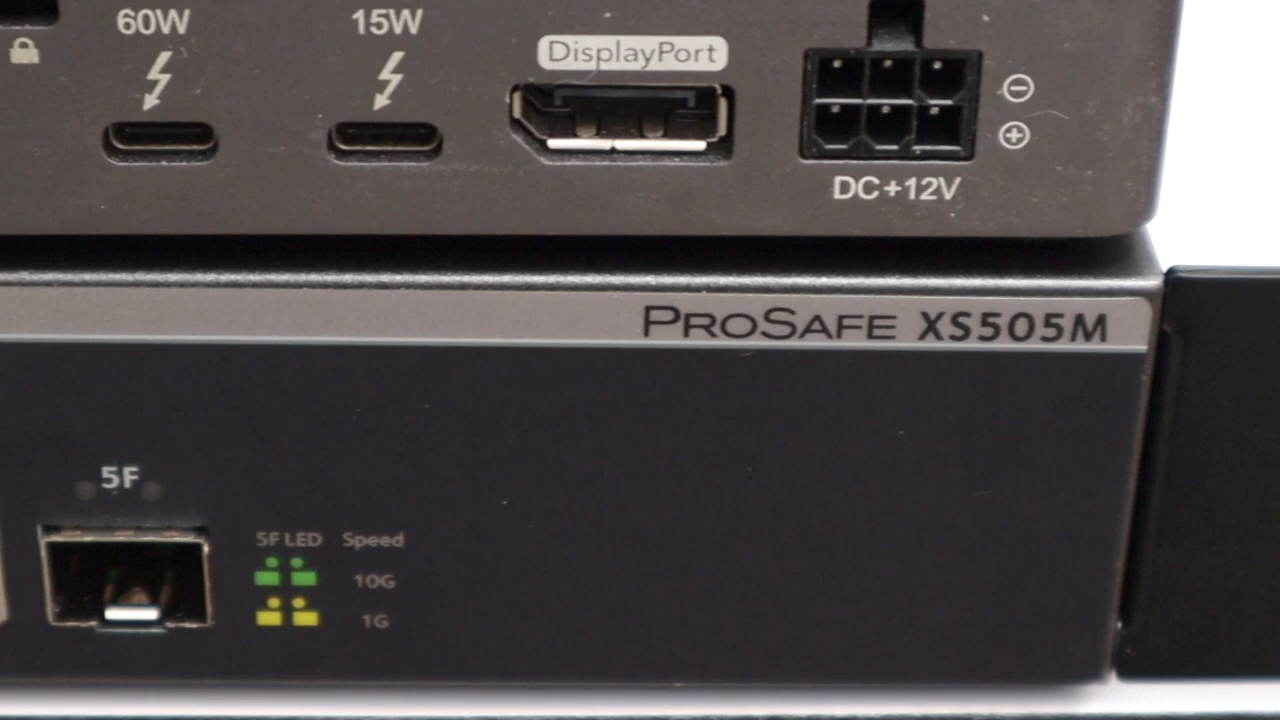 60W
15W
DisplayPort
DC+12V
PROSAFE XS505M
5F
5F LED Speed
10G
1G